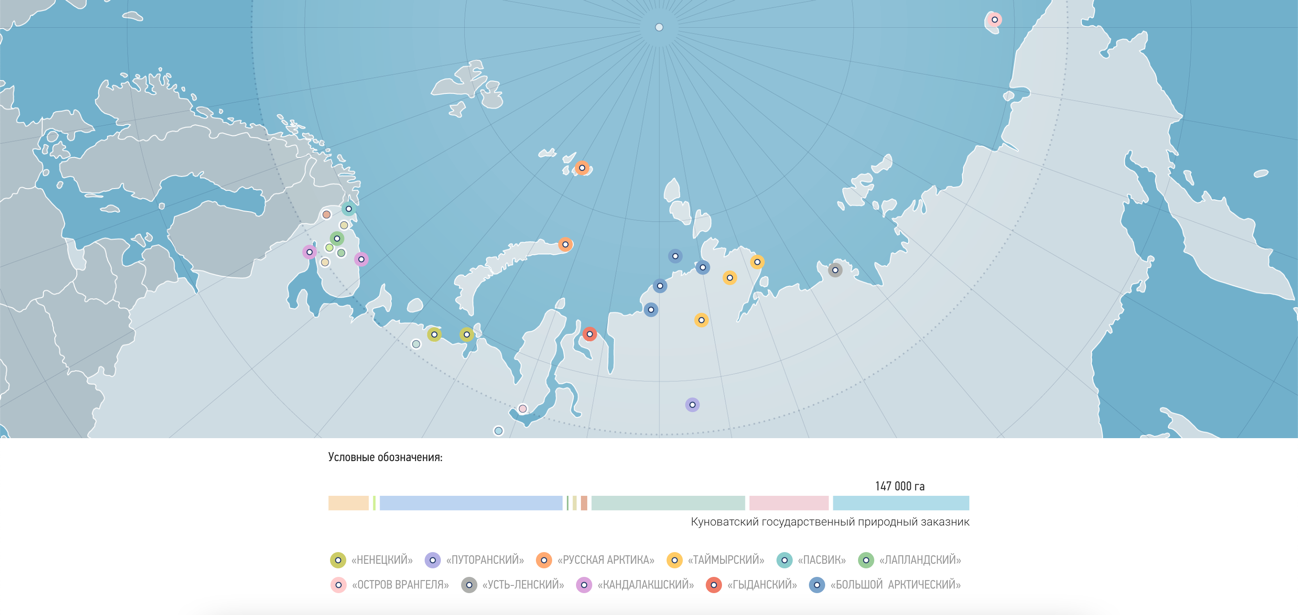 Условные обозначения:
147 000 га
Куноватский государственный природный заказник
«НЕНЕЦКИЙ» «ПУТОРАНСКИЙ» «РУССКАЯ АРКТИКА» «ТАЙМЫРСКИЙ» «ПАСВИК» «ЛАПЛАНДСКИЙ»
«ОСТРОВ ВРАНГЕЛЯ» «УСТЬ-ЛЕНСКИЙ» «КАНДАЛАКШСКИЙ» «ГЫДАНСКИЙ» «БОЛЬШОЙ АРКТИЧЕСКИЙ»